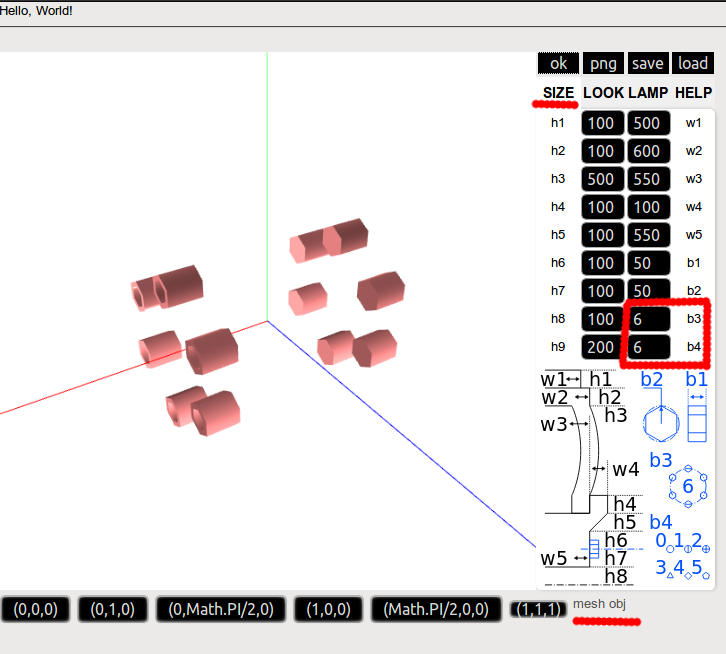 Hello, World!
ok png save load
SIZE LOOK LAMP HELP
h1 100 500 w1
h2 100 600 w2
h3 500 550 w3
h4 100 100 w4
h5 100 550 w5
h6 100 50 b1
h7 100 50 b2
h8 100 6 b3
h9 200 6 b4
w1 h1 b2 b1
w2 h2
h3
w3
b3
w4
6
h4
h5 b4
h6 0 1 2
w5 h7
3 4 5
h8
(0,0,0) (0,1,0) (0,Math.PI/2,0) (1,0,0) (Math.PI/2,0,0) (1,1,1) mesh obj